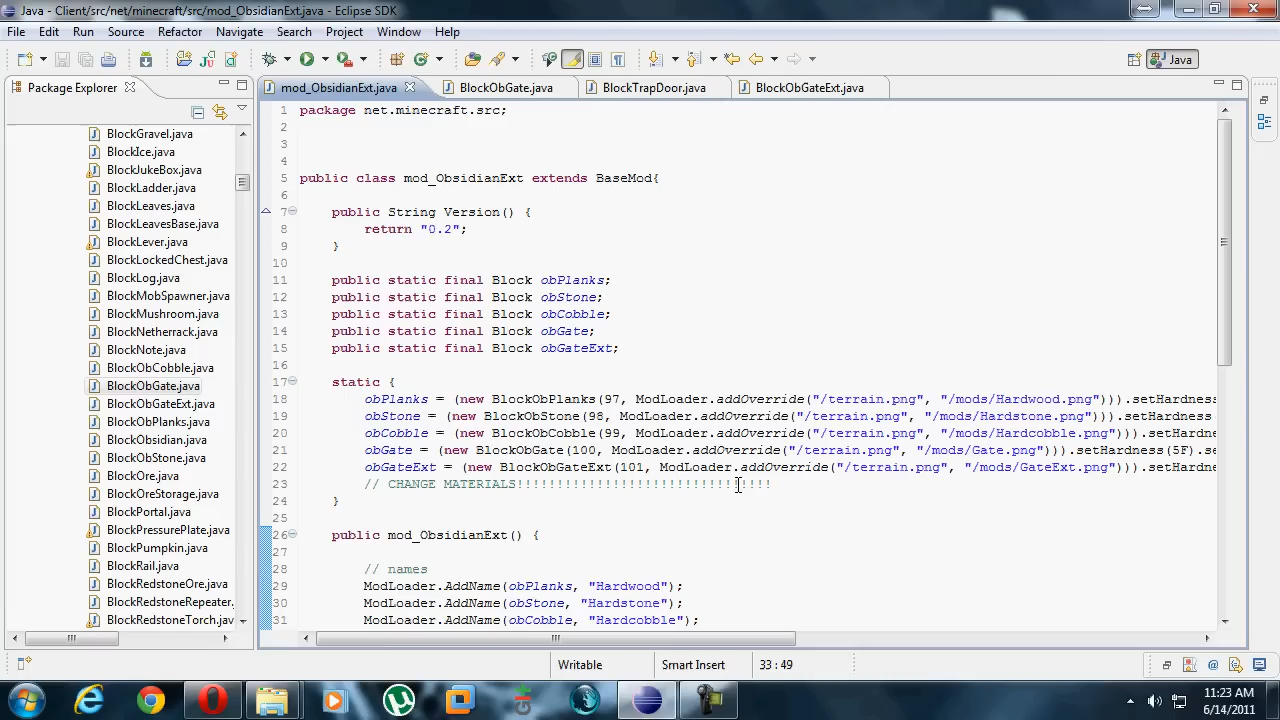 Java - Client/src/net/minecraft/src/mod_ObsidianExt.java - Eclipse SDK
File Edit Run Source Refactor Navigate Search Project Window Help
Java
Package Explorer
mod_ObsidianExt.java
BlockObGate.java
BlockTrapDoor.java
BlockObGateExt.java
BlockGravel.java
BlockIce.java
BlockJukeBox.java
BlockLadder.java
BlockLeaves.java
BlockLeavesBase.java
BlockLever.java
BlockLockedChest.java
BlockLog.java
BlockMobSpawner.java
BlockMushroom.java
BlockNetherrack.java
BlockNote.java
BlockObCobble.java
BlockObGate.java
BlockObGateExt.java
BlockObPlanks.java
BlockObsidian.java
BlockObStone.java
BlockOre.java
BlockOreStorage.java
BlockPortal.java
BlockPressurePlate.java
BlockPumpkin.java
BlockRail.java
BlockRedstoneOre.java
BlockRedstoneRepeater.
BlockRedstoneTorch.jav
1 package net.minecraft.src;
2
3
4
5 public class mod_ObsidianExt extends BaseMod{
6
7 public String Version() {
8 return "0.2";
9 }
10
11 public static final Block obPlanks;
12 public static final Block obStone;
13 public static final Block obCobble;
14 public static final Block obGate;
15 public static final Block obGateExt;
16
17 static {
18 obPlanks = (new BlockObPlanks(97, ModLoader.addOverride("/terrain.png", "/mods/Hardwood.png"))).setHardness
19 obStone = (new BlockObStone(98, ModLoader.addOverride("/terrain.png", "/mods/Hardstone.png"))).setHardness(
20 obCobble = (new BlockObCobble(99, ModLoader.addOverride("/terrain.png", "/mods/Hardcobble.png"))).setHardne
21 obGate = (new BlockObGate(100, ModLoader.addOverride("/terrain.png", "/mods/Gate.png"))).setHardness(5F).se
22 obGateExt = (new BlockObGateExt(101, ModLoader.addOverride("/terrain.png", "/mods/GateExt.png"))).setHardne
23 // CHANGE MATERIALS!!!!!!!!!!!!!!!!!!!!!!!!!!!!!!!!
24 }
25
26 public mod_ObsidianExt() {
27
28 // names
29 ModLoader.AddName(obPlanks, "Hardwood");
30 ModLoader.AddName(obStone, "Hardstone");
31 ModLoader.AddName(obCobble, "Hardcobble");
Writable Smart Insert 33 : 49
11:23 AM
6/14/2011